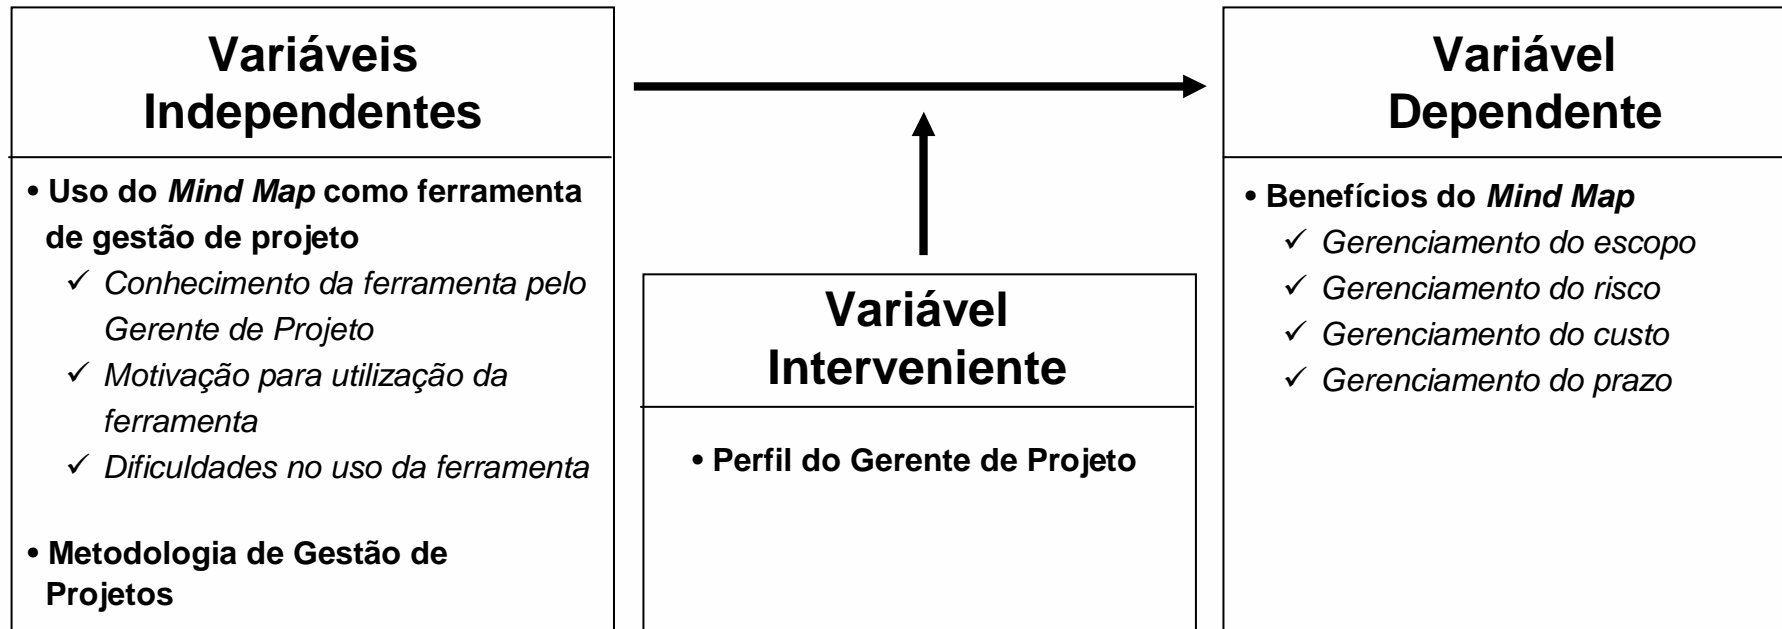 Variáveis
Independentes
• Uso do Mind Map como ferramenta
de gestão de projeto
✓ Conhecimento da ferramenta pelo
Gerente de Projeto
✓ Motivação para utilização da
ferramenta
✓ Dificuldades no uso da ferramenta
• Metodologia de Gestão de
Projetos
Variável
Interveniente
• Perfil do Gerente de Projeto
Variável
Dependente
• Benefícios do Mind Map
✓ Gerenciamento do escopo
✓ Gerenciamento do risco
✓ Gerenciamento do custo
✓ Gerenciamento do prazo